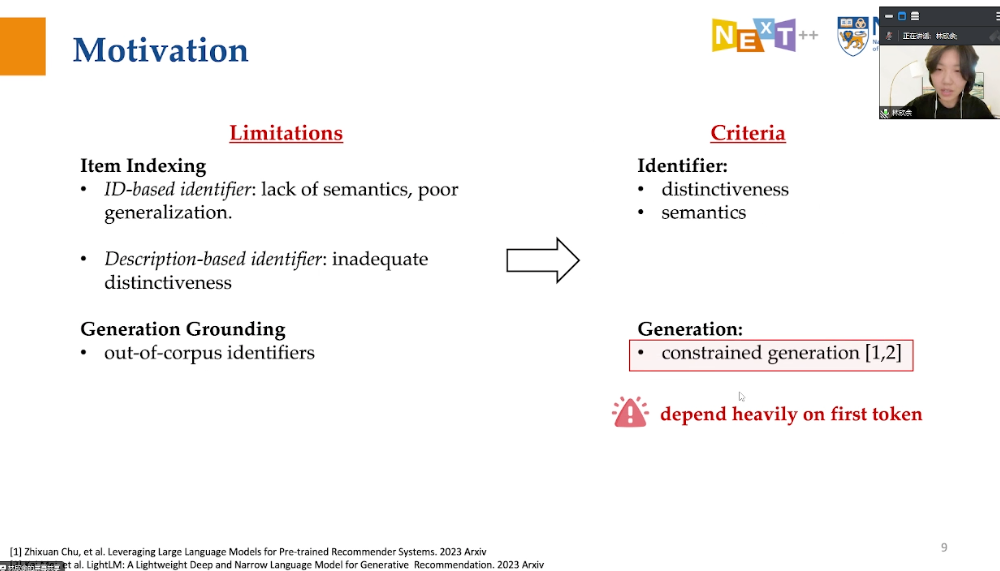 Motivation
NEXT++
N
Na
of
正在讲话: 林欣余;
林欣余
Limitations
Criteria
Item Indexing
• ID-based identifier: lack of semantics, poor
generalization.
• Description-based identifier: inadequate
distinctiveness
Generation Grounding
• out-of-corpus identifiers
Identifier:
• distinctiveness
• semantics
Generation:
• constrained generation [1,2]
depend heavily on first token
[1] Zhixuan Chu, et al. Leveraging Large Language Models for Pre-trained Recommender Systems. 2023 Arxiv
et al. LightLM: A Lightweight Deep and Narrow Language Model for Generative Recommendation. 2023 Arxiv
林欣余的屏幕共享
9